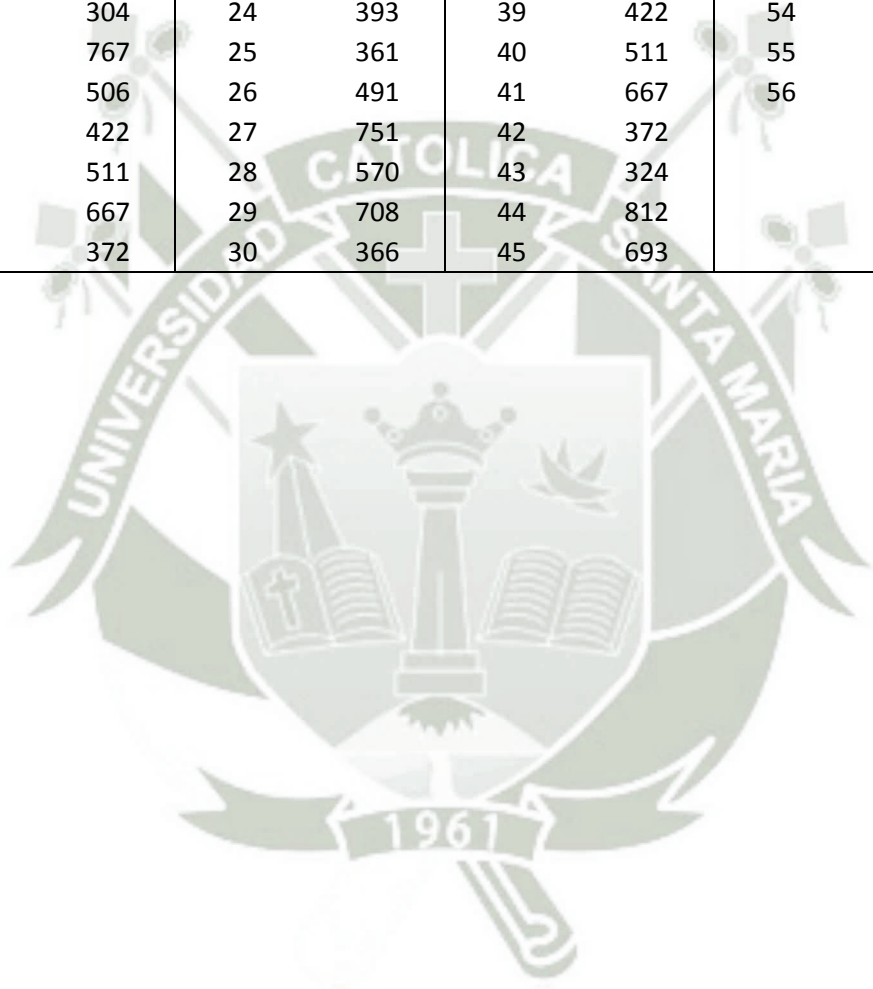 304 24 393 39 422 54
767 25 361 40 511 55
506 26 491 41 667 56
422 27 751 42 372
511 28 570 43 324
667 29 708 44 812
372 30 366 45 693
UNIVERSIDAD CATOLICA SANTA MARIA
1961